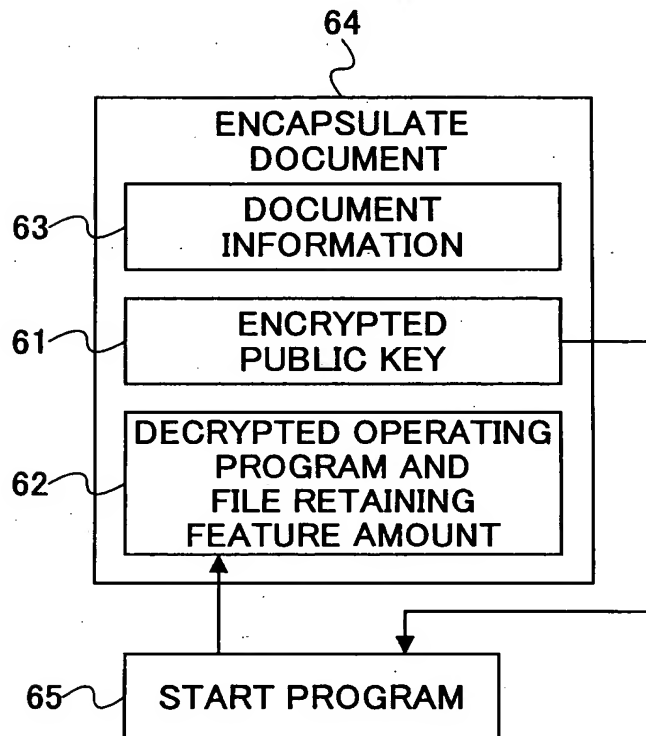 64
ENCAPSULATE
DOCUMENT
63
DOCUMENT
INFORMATION
61
ENCRYPTED
PUBLIC KEY
62
DECRYPTED OPERATING
PROGRAM AND
FILE RETAINING
FEATURE AMOUNT
65
START PROGRAM